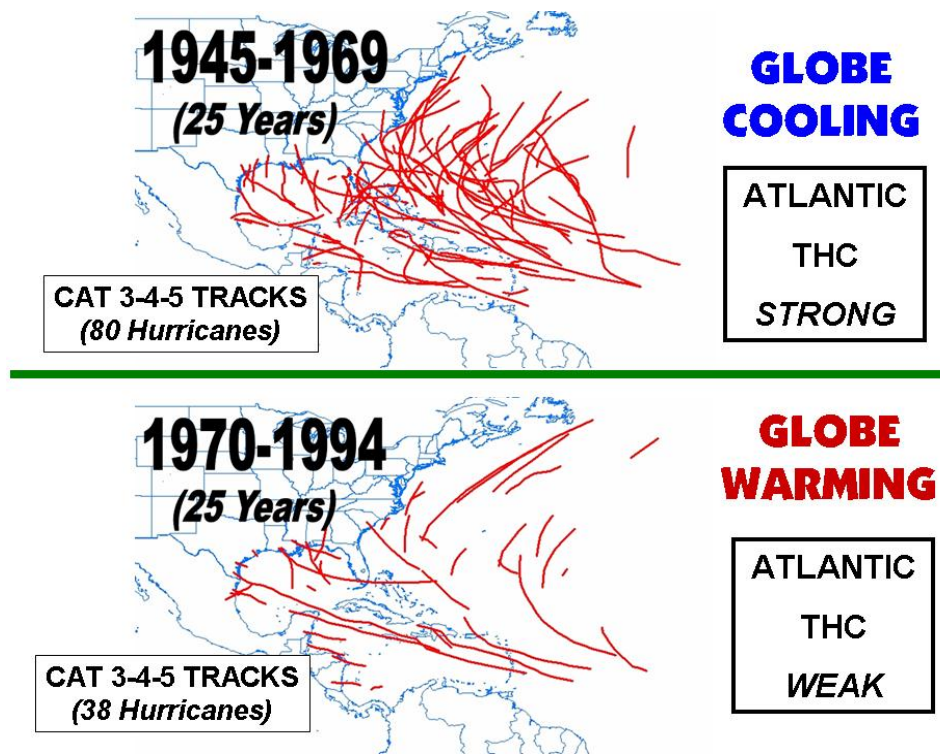 1945-1969
(25 Years)
CAT 3-4-5 TRACKS
(80 Hurricanes)
GLOBE
COOLING
ATLANTIC
THC
STRONG
1970-1994
(25 Years)
CAT 3-4-5 TRACKS
(38 Hurricanes)
GLOBE
WARMING
ATLANTIC
THC
WEAK